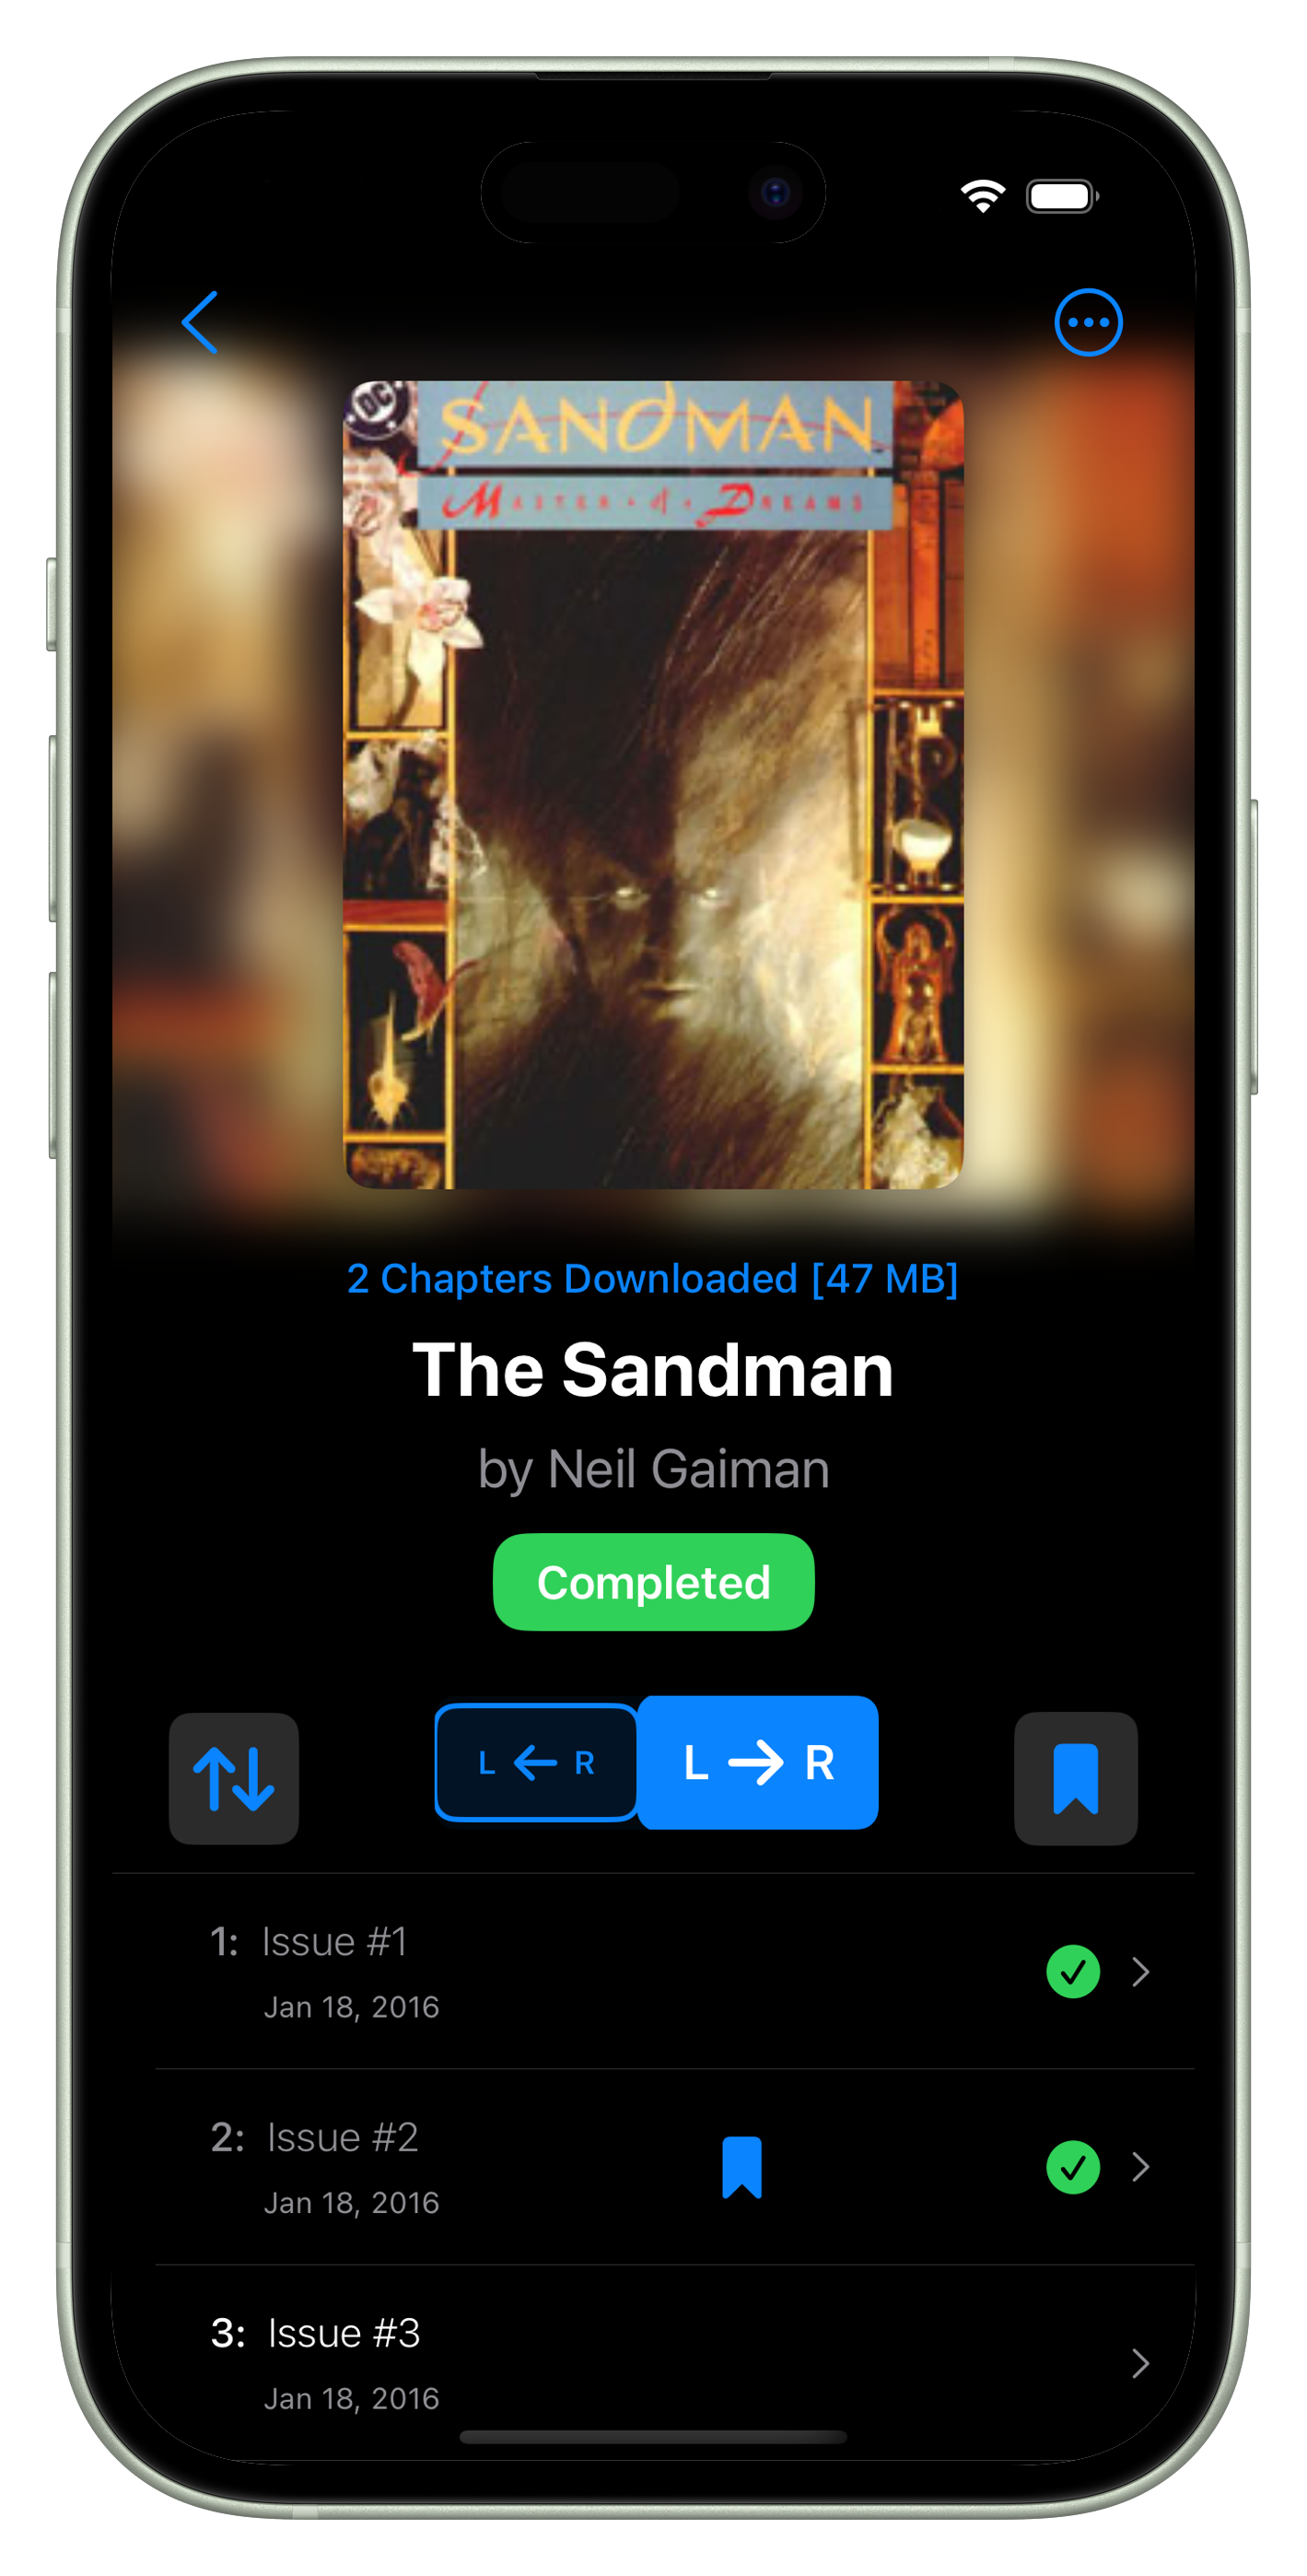 DC
SANDMAN
MASTER · of · DREAMS
2 Chapters Downloaded [47 MB]
The Sandman
by Neil Gaiman
Completed
L ← R L → R
1: Issue #1
Jan 18, 2016
2: Issue #2
Jan 18, 2016
3: Issue #3
Jan 18, 2016